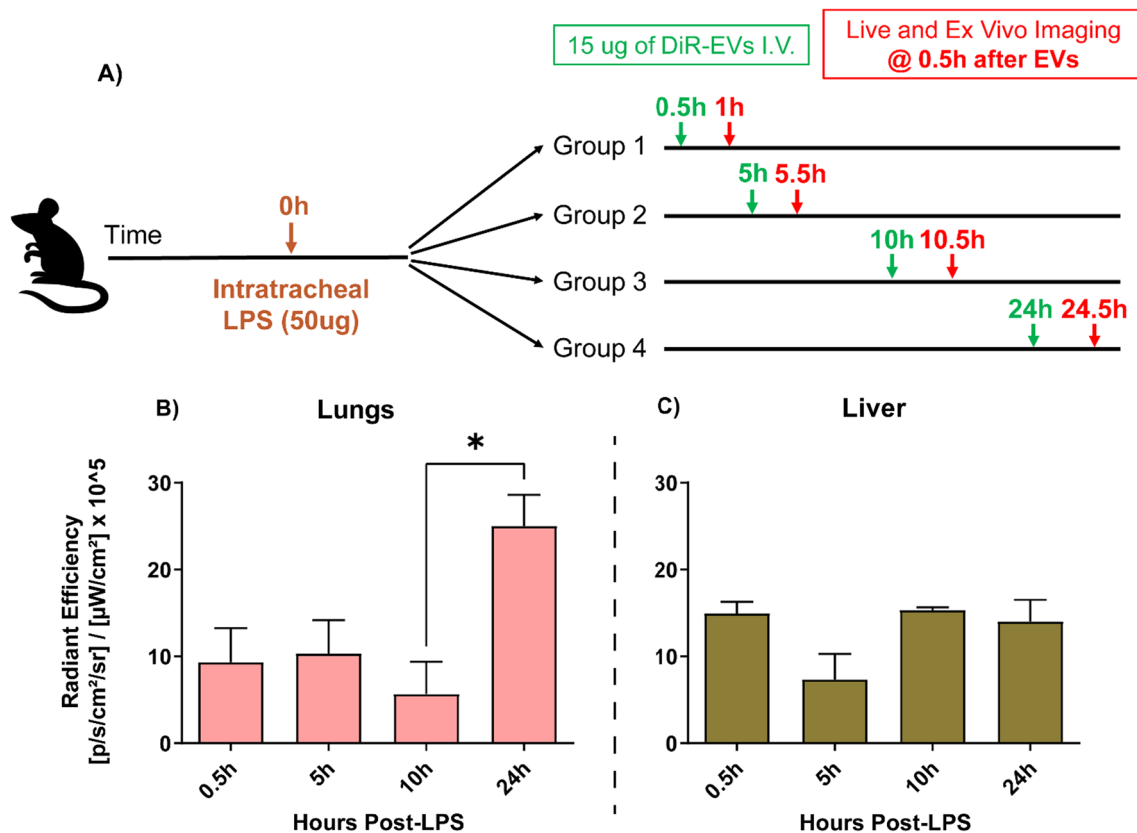 15 ug of DiR-EVs I.V.
Live and Ex Vivo Imaging
@ 0.5h after EVs
A)
Time
0h
Intratracheal
LPS (50ug)
Group 1
0.5h 1h
Group 2
5h 5.5h
Group 3
10h 10.5h
Group 4
24h 24.5h
B)
Lungs
*
Radiant Efficiency
[p/s/cm²/sr] / [µW/cm²] x 10^5
30
20
10
0
0.5h
5h
10h
24h
Hours Post-LPS
C)
Liver
30
20
10
0
0.5h
5h
10h
24h
Hours Post-LPS